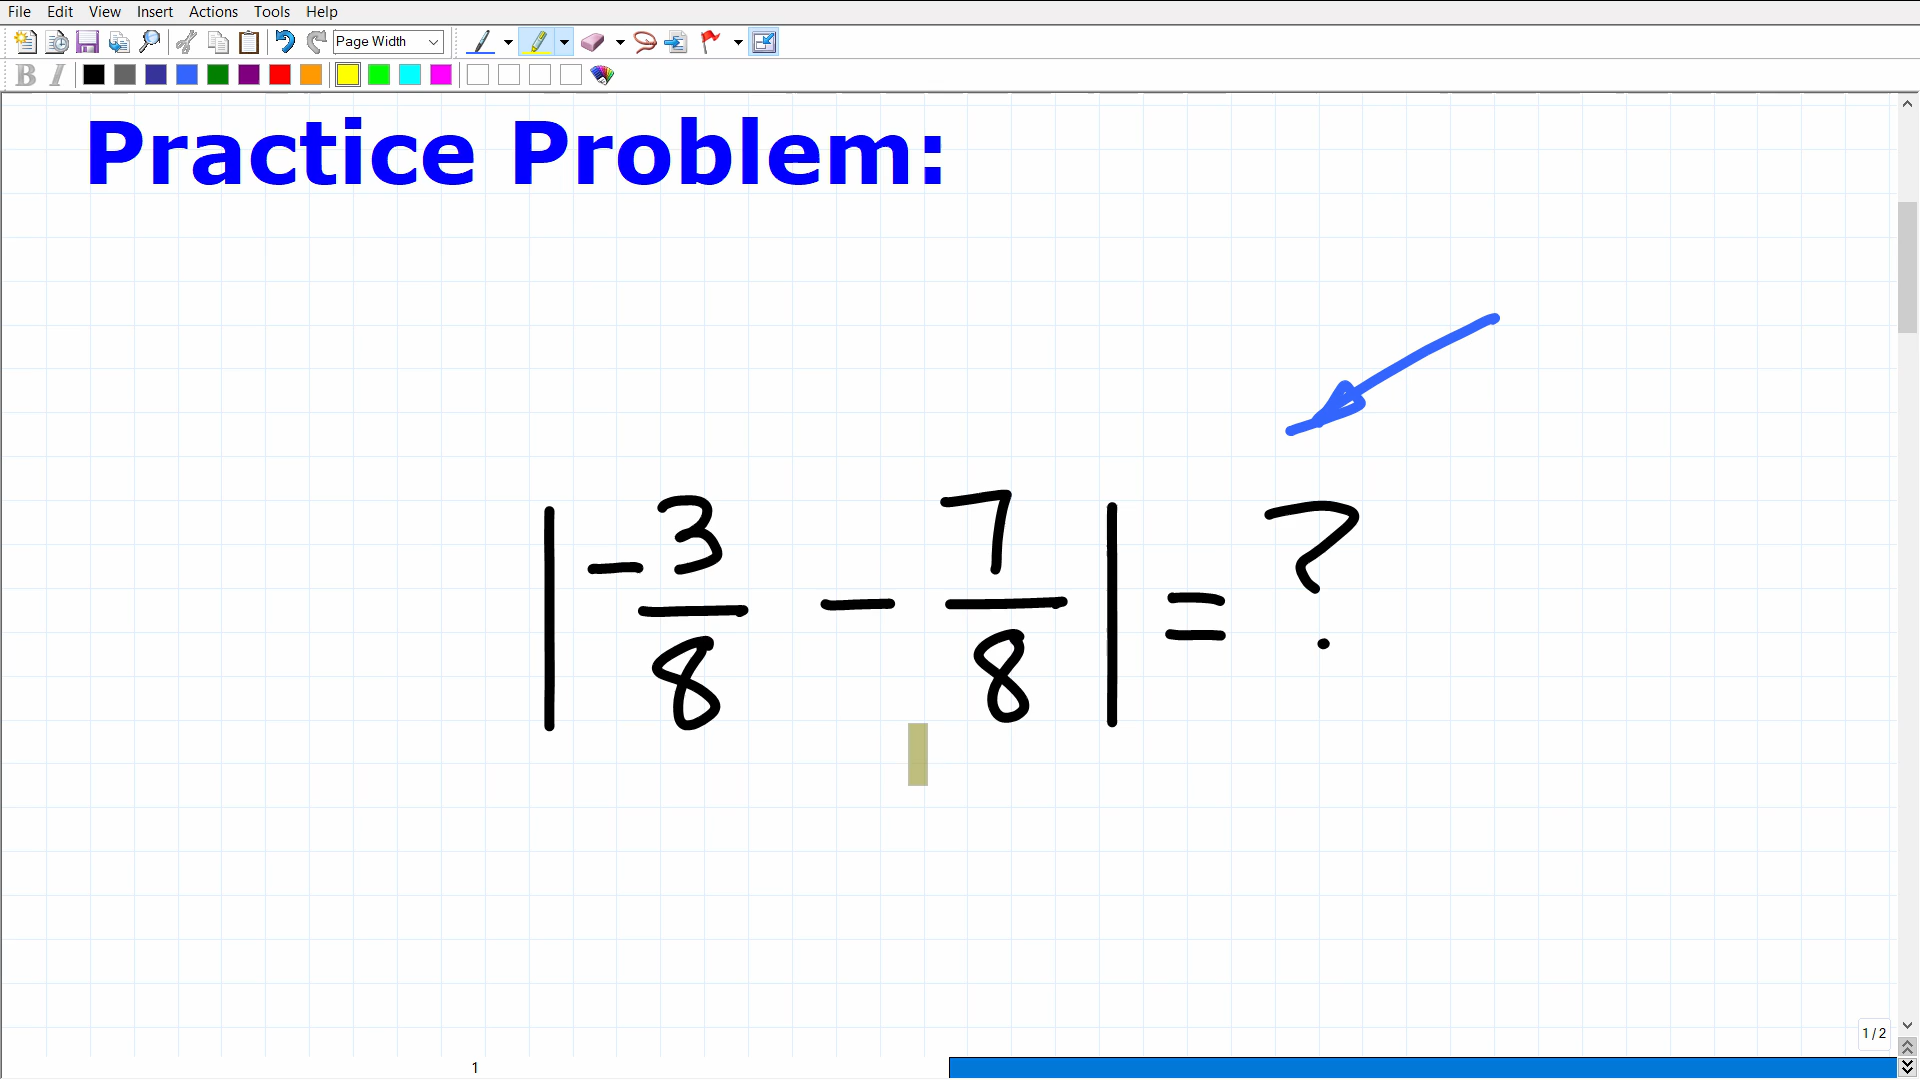 File Edit View Insert Actions Tools Help
Page Width
B I
Practice Problem:
|-3/8 - 7/8| = ?
1 / 2
1